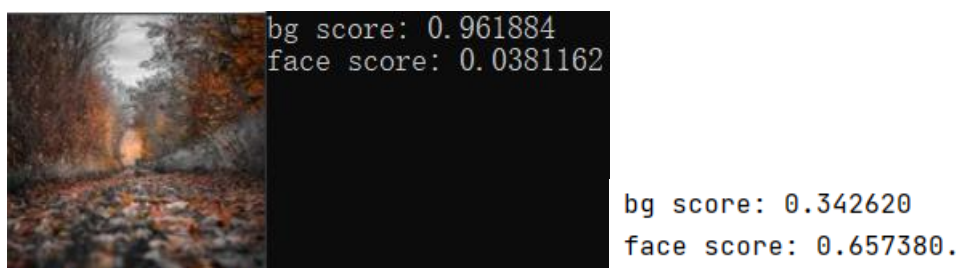 bg score: 0.961884
face score: 0.0381162
bg score: 0.342620
face score: 0.657380.